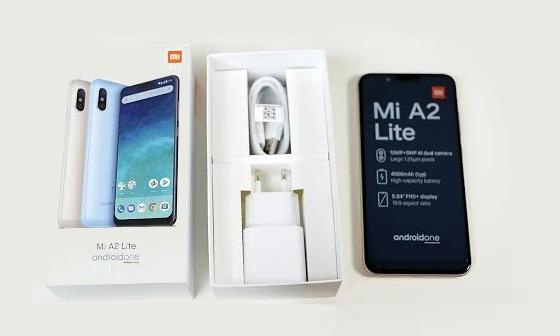 mi
Mi A2 Lite
androidone
mi
Mi A2
Lite
12MP+5MP AI dual camera
Large 1.25μm pixels
4000mAh (typ)
High-capacity battery
5.84" FHD+ display
19:9 aspect ratio
androidone